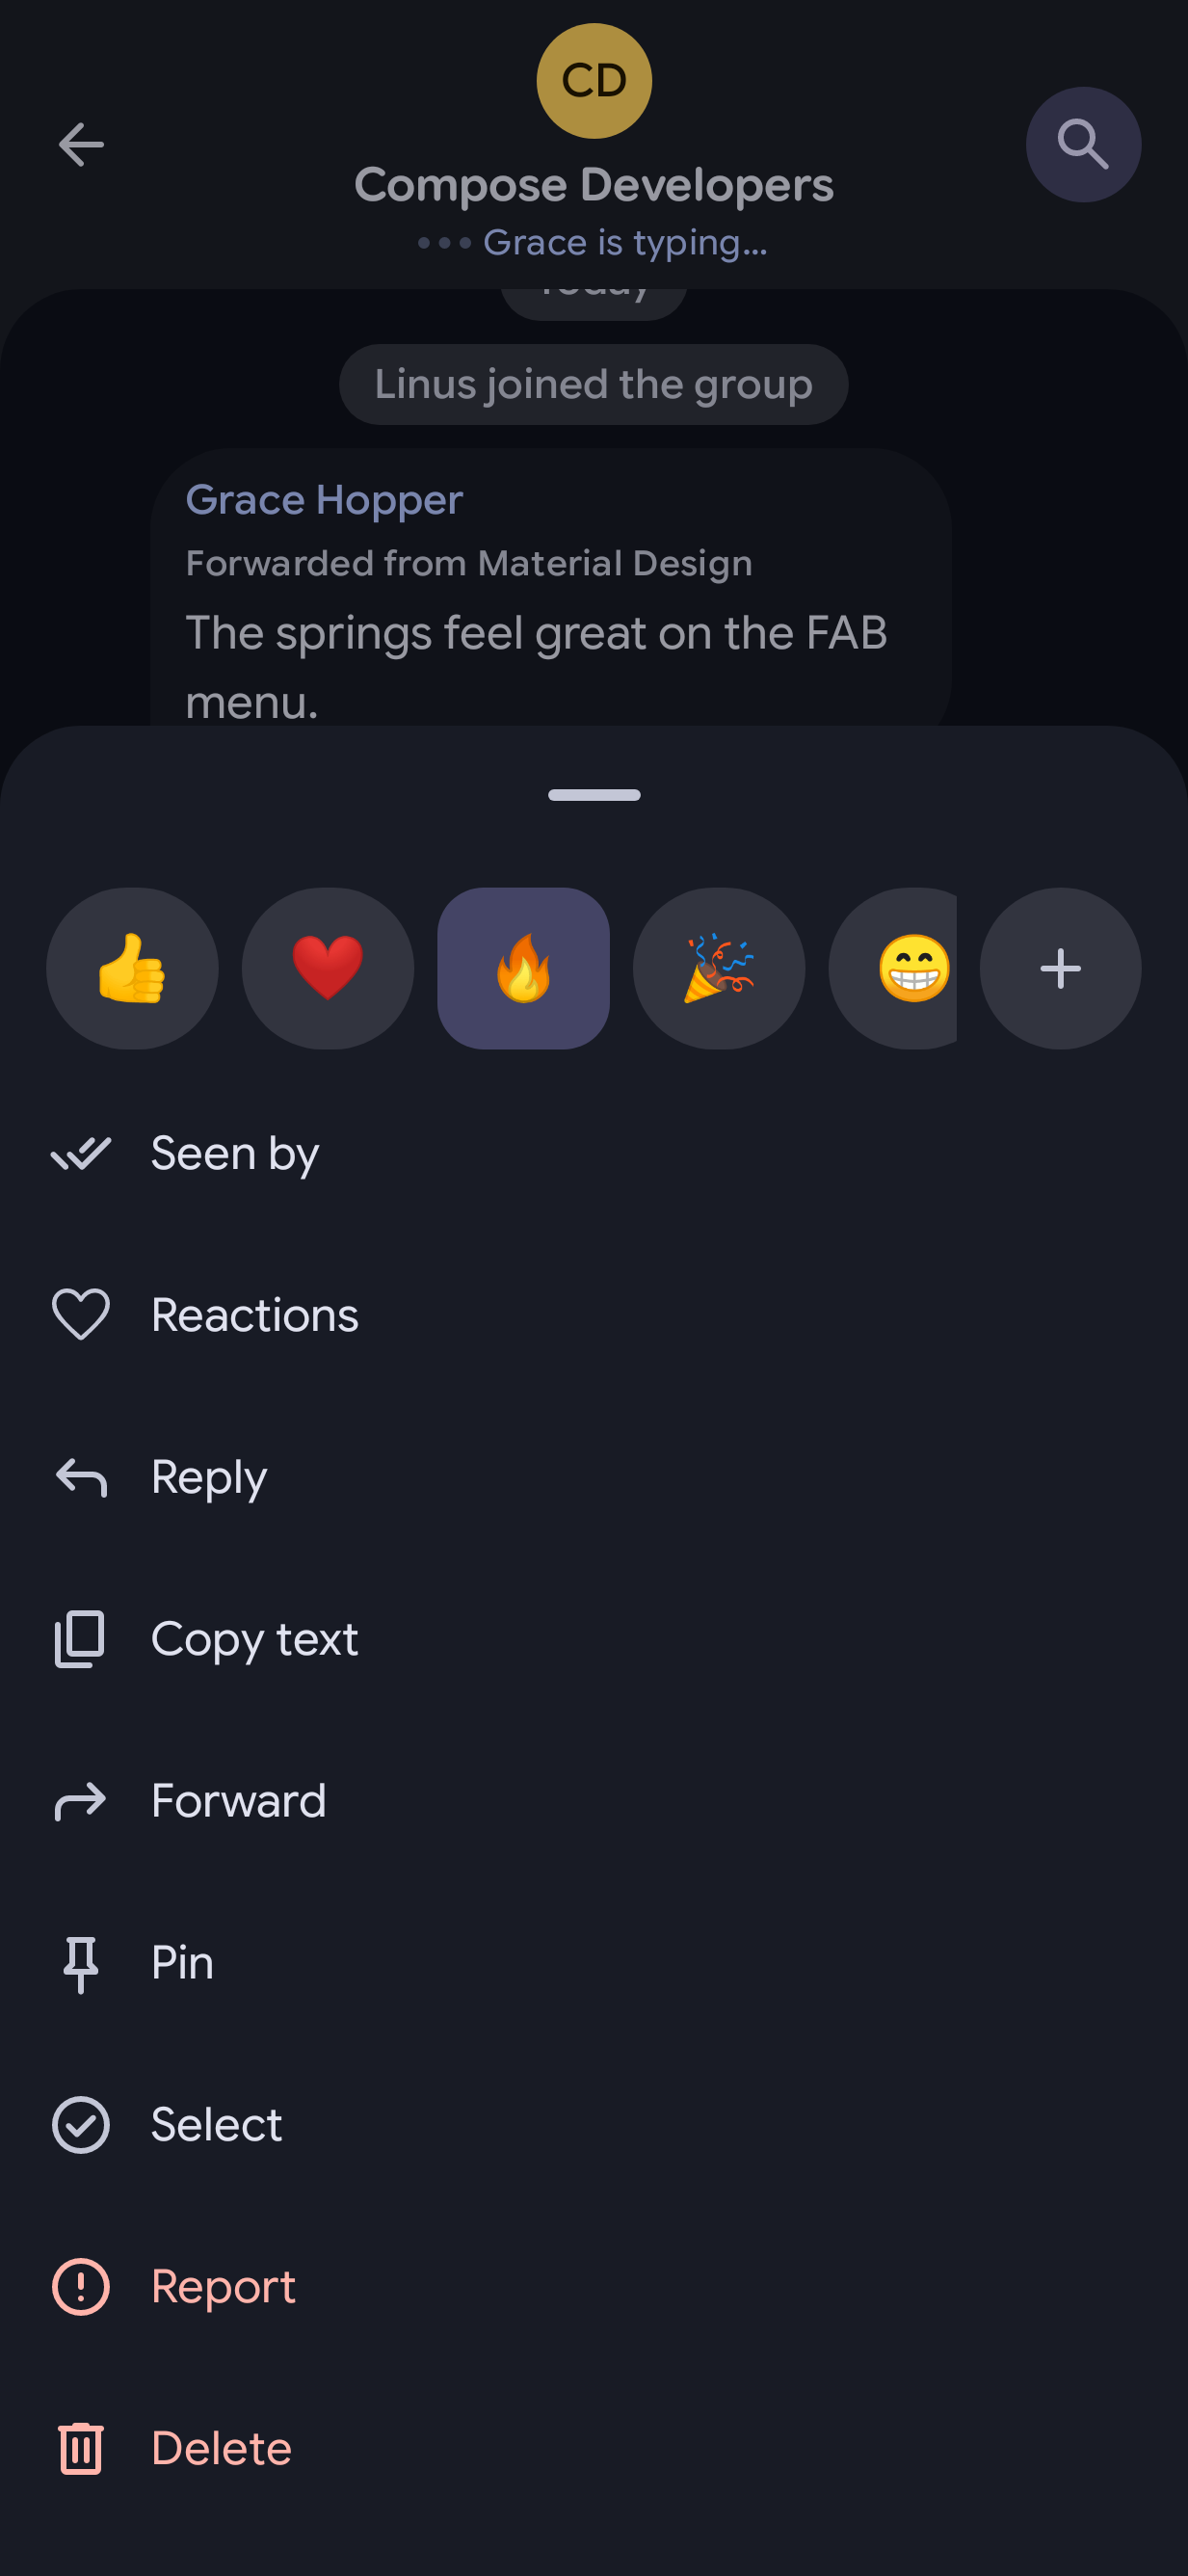 CD
Compose Developers
Grace is typing...
Today
Linus joined the group
Grace Hopper
Forwarded from Material Design
The springs feel great on the FAB
menu.
Seen by
Reactions
Reply
Copy text
Forward
Pin
Select
Report
Delete